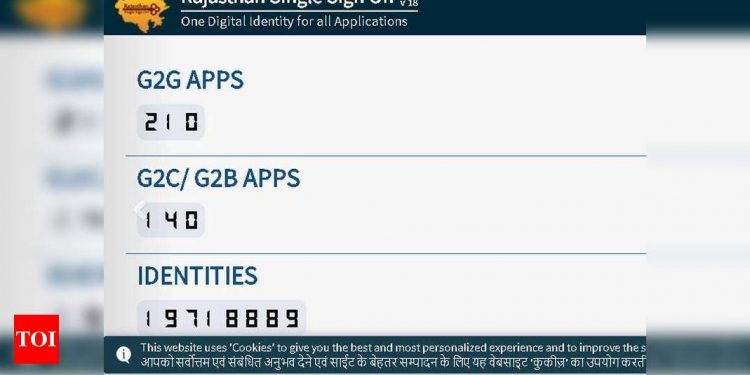 Rajasthan Single Sign On v 18
One Digital Identity for all Applications
G2G APPS
210
G2C/ G2B APPS
140
IDENTITIES
19718889
This website uses 'Cookies' to give you the best and most personalized experience and to improve the s
आपको सर्वोत्तम एवं संबंधित अनुभव देने एवं साईट के बेहतर सम्पादन के लिए यह वेबसाइट 'कुकीज़' का उपयोग करती
TOI